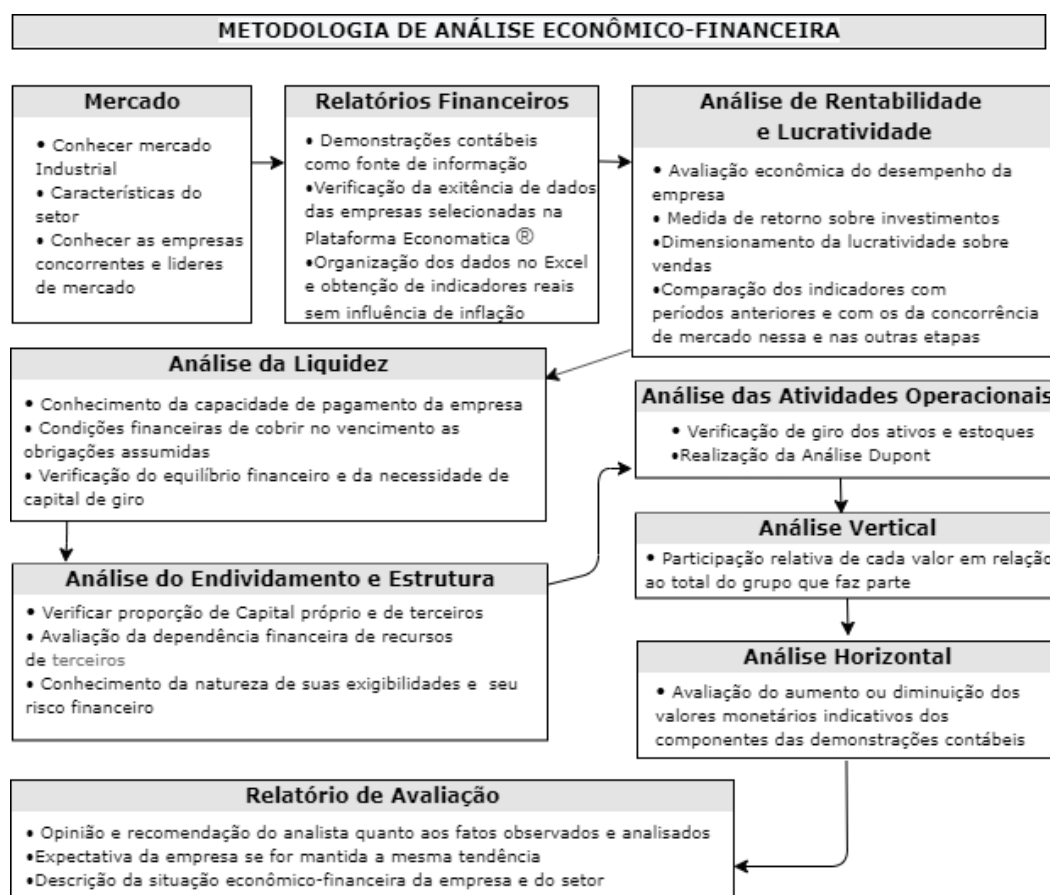 METODOLOGIA DE ANÁLISE ECONÔMICO-FINANCEIRA
Mercado
• Conhecer mercado
Industrial
• Características do
setor
• Conhecer as empresas
concorrentes e lideres
de mercado
Relatórios Financeiros
• Demonstrações contábeis
como fonte de informação
•Verificação da exitência de dados
das empresas selecionadas na
Plataforma Economatica ®
•Organização dos dados no Excel
e obtenção de indicadores reais
sem influência de inflação
Análise de Rentabilidade
e Lucratividade
• Avaliação econômica do desempenho da
empresa
• Medida de retorno sobre investimentos
•Dimensionamento da lucratividade sobre
vendas
•Comparação dos indicadores com
períodos anteriores e com os da concorrência
de mercado nessa e nas outras etapas
Análise da Liquidez
• Conhecimento da capacidade de pagamento da empresa
• Condições financeiras de cobrir no vencimento as
obrigações assumidas
• Verificação do equilíbrio financeiro e da necessidade de
capital de giro
Análise do Endividamento e Estrutura
• Verificar proporção de Capital próprio e de terceiros
• Avaliação da dependência financeira de recursos
de terceiros
• Conhecimento da natureza de suas exigibilidades e seu
risco financeiro
Análise das Atividades Operacionais
• Verificação de giro dos ativos e estoques
•Realização da Análise Dupont
Análise Vertical
• Participação relativa de cada valor em relação
ao total do grupo que faz parte
Análise Horizontal
• Avaliação do aumento ou diminuição dos
valores monetários indicativos dos
componentes das demonstrações contábeis
Relatório de Avaliação
• Opinião e recomendação do analista quanto aos fatos observados e analisados
•Expectativa da empresa se for mantida a mesma tendência
•Descrição da situação econômico-financeira da empresa e do setor